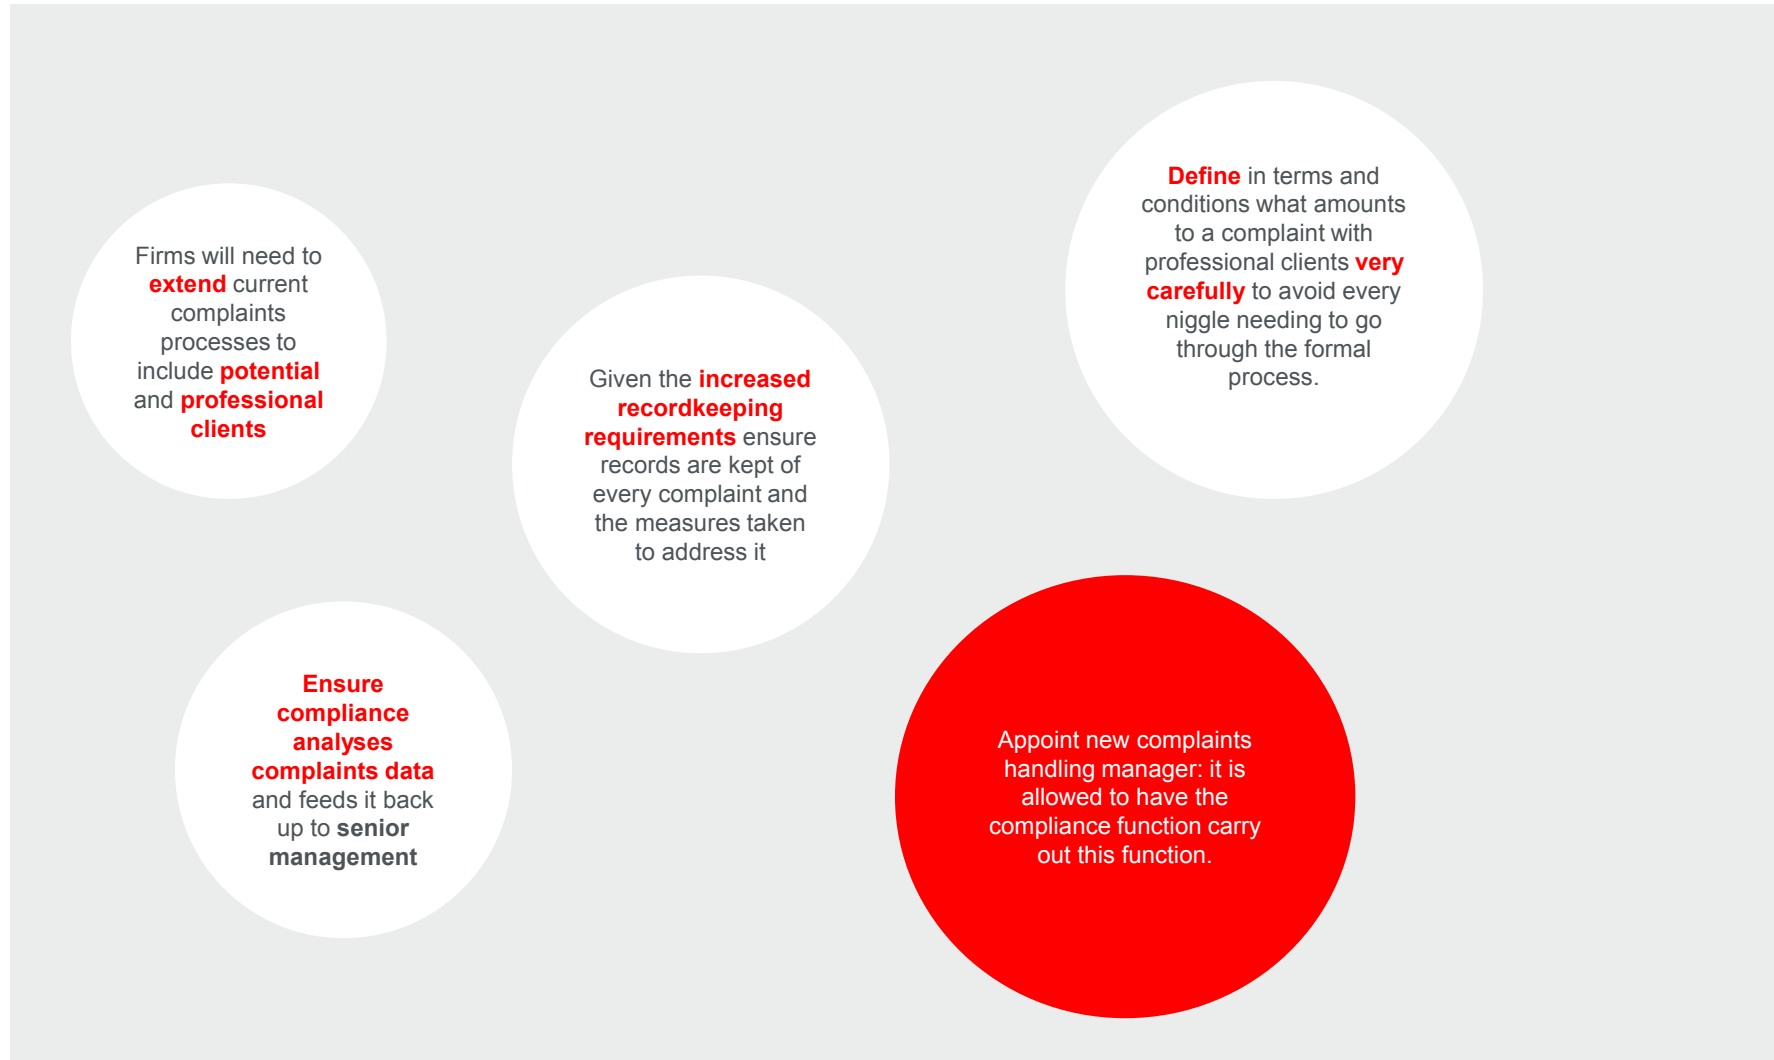 Firms will need to
extend current
complaints
processes to
include potential
and professional
clients
Given the increased
recordkeeping
requirements ensure
records are kept of
every complaint and
the measures taken
to address it
Define in terms and
conditions what amounts
to a complaint with
professional clients very
carefully to avoid every
niggle needing to go
through the formal
process.
Ensure
compliance
analyses
complaints data
and feeds it back
up to senior
management
Appoint new complaints
handling manager: it is
allowed to have the
compliance function carry
out this function.